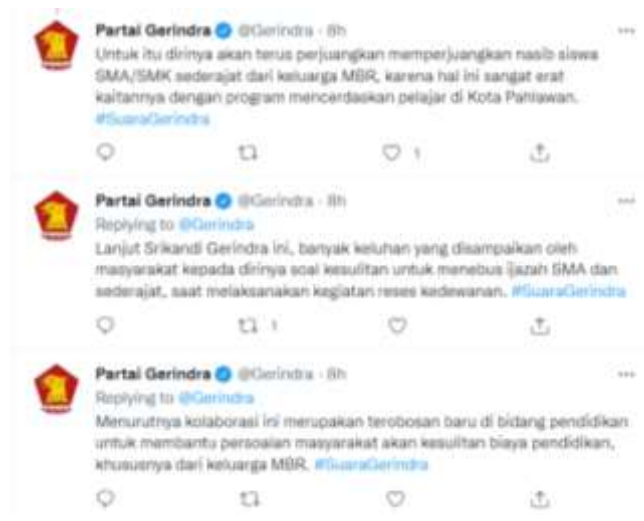 Partai Gerindra @Gerindra · 8h
Untuk itu dirinya akan terus perjuangkan memperjuangkan nasib siswa
SMA/SMK sederajat dari keluarga MBR, karena hal ini sangat erat
kaitannya dengan program mencerdaskan pelajar di Kota Pahlawan.
#SuaraGerindra
1
Partai Gerindra @Gerindra · 8h
Replying to @Gerindra
Lanjut Srikandi Gerindra ini, banyak keluhan yang disampaikan oleh
masyarakat kepada dirinya soal kesulitan untuk menebus ijazah SMA dan
sederajat, saat melaksanakan kegiatan reses kedewanan. #SuaraGerindra
1
Partai Gerindra @Gerindra · 8h
Replying to @Gerindra
Menurutnya kolaborasi ini merupakan terobosan baru di bidang pendidikan
untuk membantu persoalan masyarakat akan kesulitan biaya pendidikan,
khususnya dari keluarga MBR. #SuaraGerindra